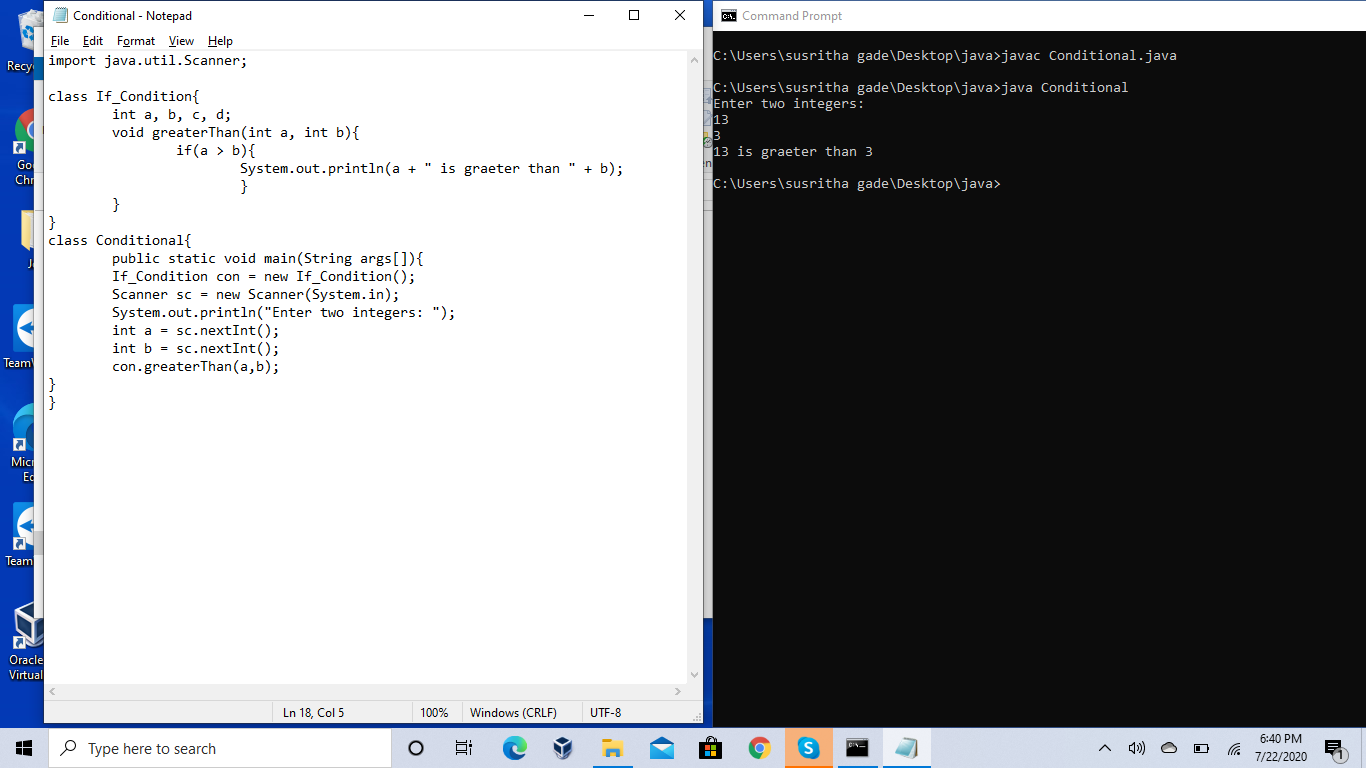 Conditional - Notepad
File Edit Format View Help
import java.util.Scanner;
class If_Condition{
int a, b, c, d;
void greaterThan(int a, int b){
if(a > b){
System.out.println(a + " is graeter than " + b);
}
}
}
class Conditional{
public static void main(String args[]){
If_Condition con = new If_Condition();
Scanner sc = new Scanner(System.in);
System.out.println("Enter two integers: ");
int a = sc.nextInt();
int b = sc.nextInt();
con.greaterThan(a,b);
}
}
Ln 18, Col 5 100% Windows (CRLF) UTF-8
Command Prompt
C:\Users\susritha gade\Desktop\java>javac Conditional.java
C:\Users\susritha gade\Desktop\java>java Conditional
Enter two integers:
13
3
13 is graeter than 3
C:\Users\susritha gade\Desktop\java>
Recy
Go
Chr
J
Team
Micr
Ed
Team
Oracle
Virtual
Type here to search
6:40 PM
7/22/2020
1